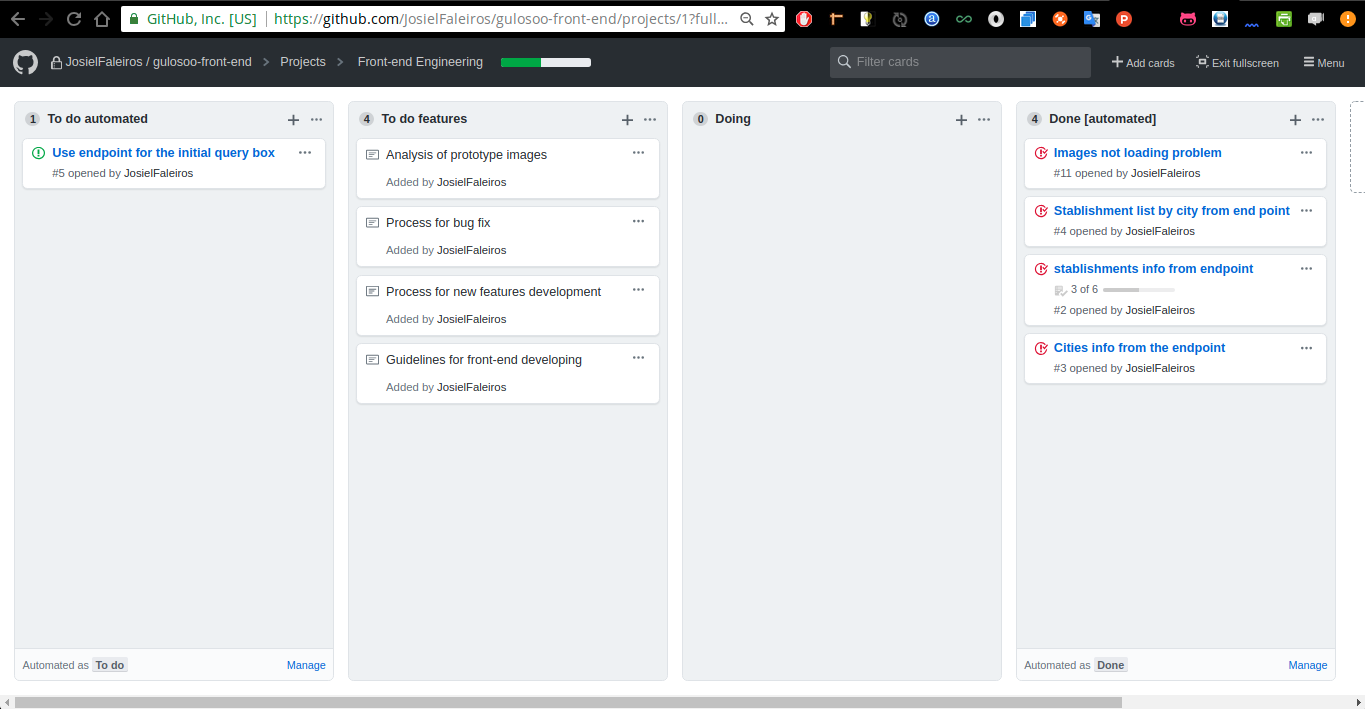 GitHub, Inc. [US] https://github.com/JosielFaleiros/gulosoo-front-end/projects/1?full...
JosielFaleiros / gulosoo-front-end Projects Front-end Engineering Filter cards Add cards Exit fullscreen Menu
1 To do automated
Use endpoint for the initial query box
#5 opened by JosielFaleiros
Automated as To do Manage
4 To do features
Analysis of prototype images
Added by JosielFaleiros
Process for bug fix
Added by JosielFaleiros
Process for new features development
Added by JosielFaleiros
Guidelines for front-end developing
Added by JosielFaleiros
0 Doing
4 Done [automated]
Images not loading problem
#11 opened by JosielFaleiros
Stablishment list by city from end point
#4 opened by JosielFaleiros
stablishments info from endpoint
3 of 6
#2 opened by JosielFaleiros
Cities info from the endpoint
#3 opened by JosielFaleiros
Automated as Done Manage